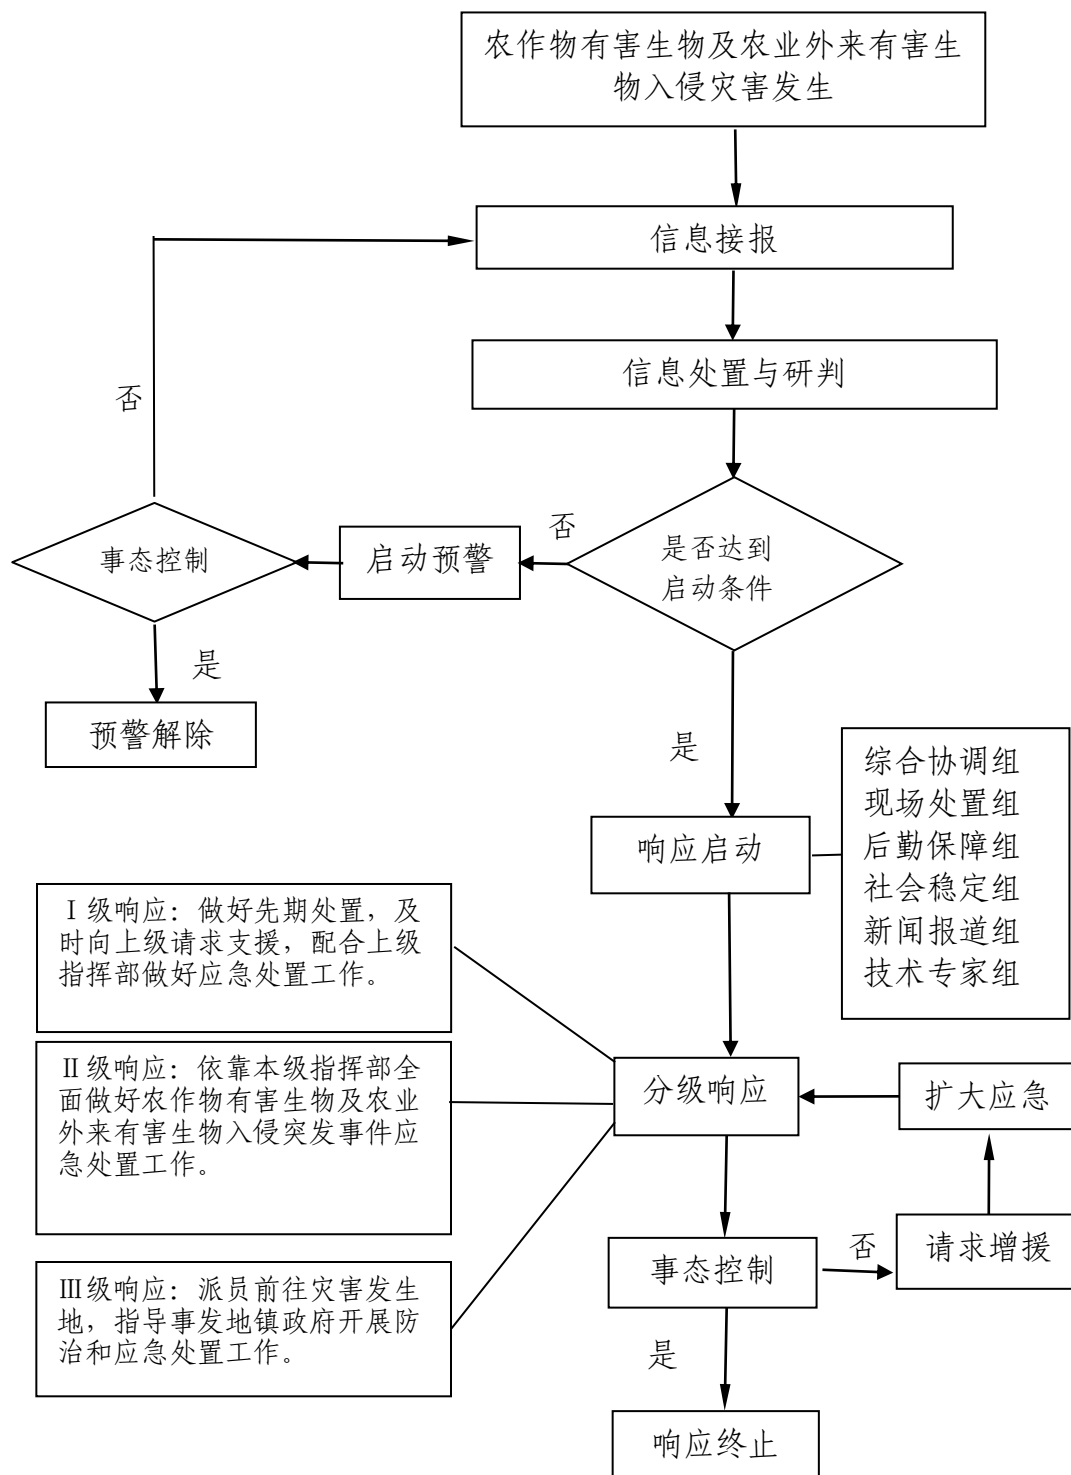 农作物有害生物及农业外来有害生
物入侵灾害发生
信息接报
信息处置与研判
否
是否达到
启动条件
否
启动预警
事态控制
是
预警解除
是
响应启动
综合协调组
现场处置组
后勤保障组
社会稳定组
新闻报道组
技术专家组
Ⅰ级响应：做好先期处置，及
时向上级请求支援，配合上级
指挥部做好应急处置工作。
Ⅱ级响应：依靠本级指挥部全
面做好农作物有害生物及农业
外来有害生物入侵突发事件应
急处置工作。
Ⅲ级响应：派员前往灾害发生
地，指导事发地镇政府开展防
治和应急处置工作。
分级响应
扩大应急
事态控制
否
请求增援
是
响应终止